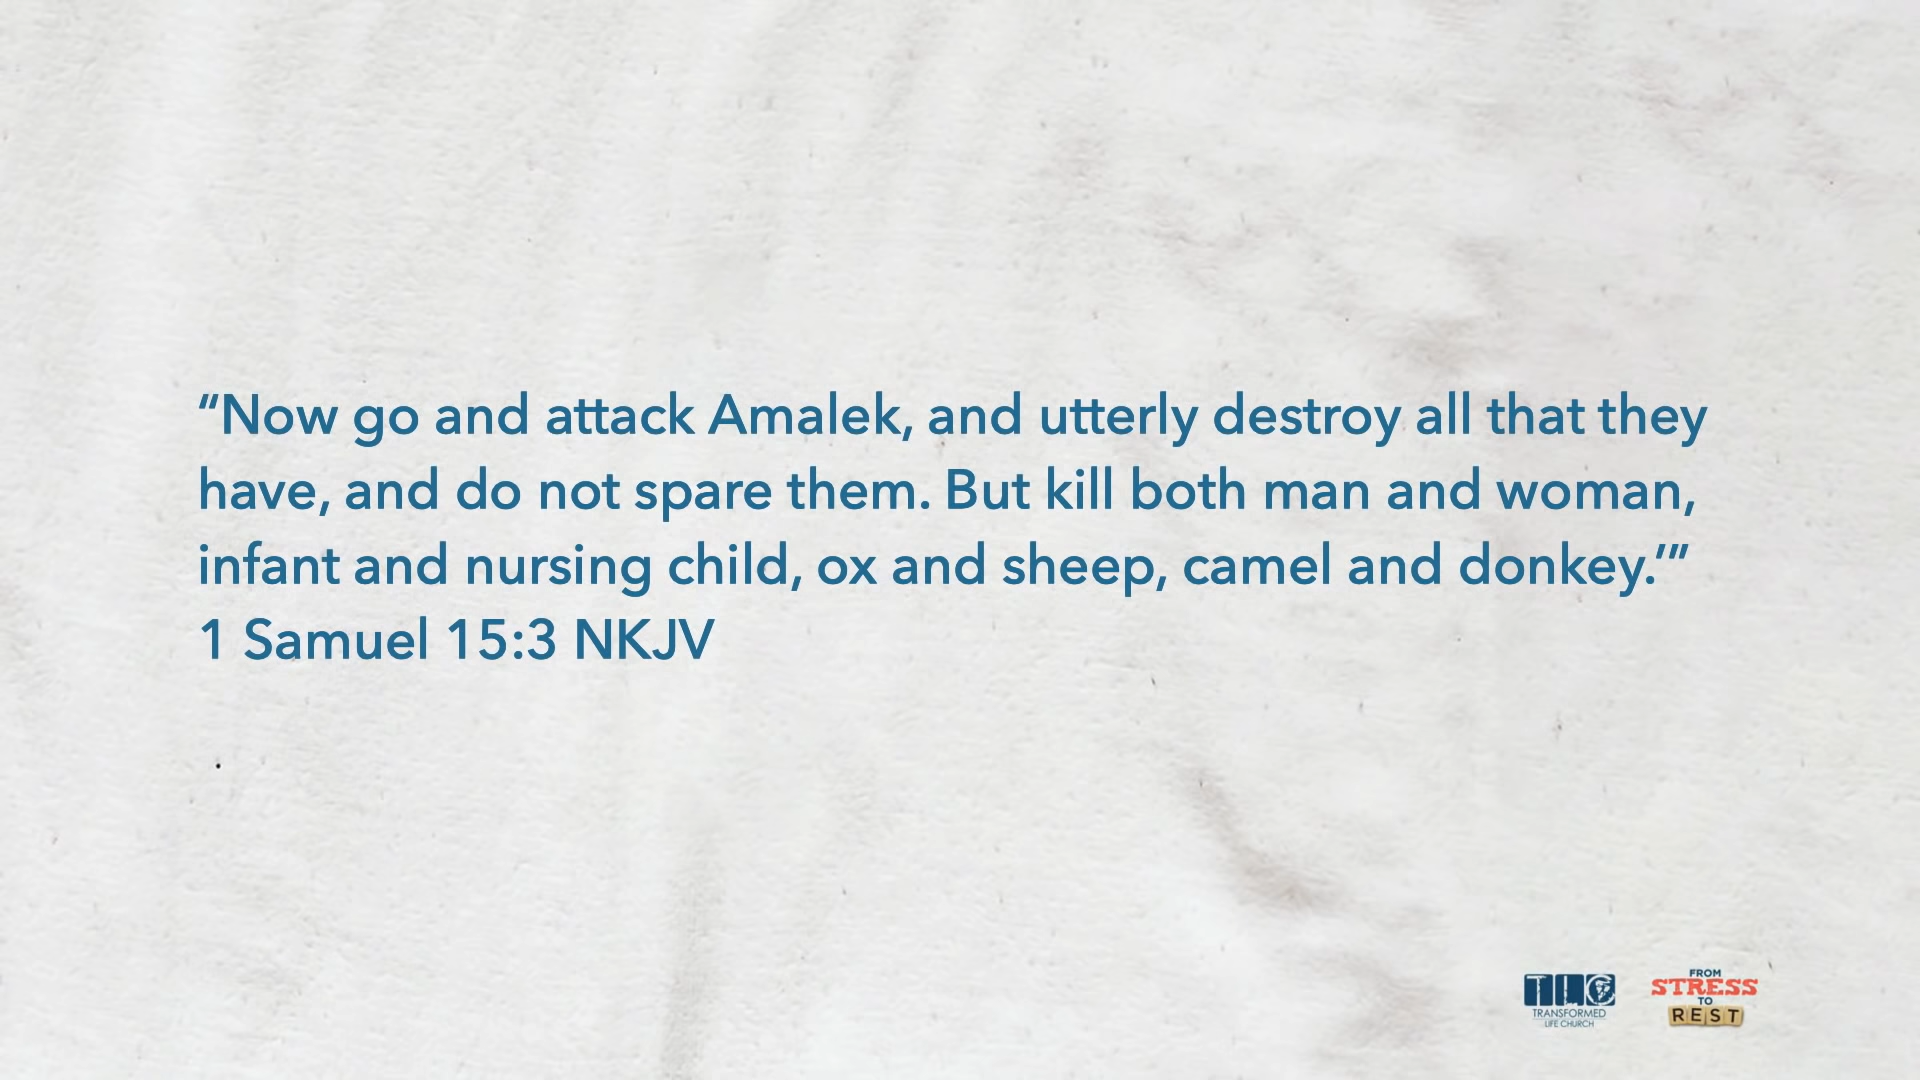 “Now go and attack Amalek, and utterly destroy all that they
have, and do not spare them. But kill both man and woman,
infant and nursing child, ox and sheep, camel and donkey.’”
1 Samuel 15:3 NKJV
TLC
TRANSFORMED
LIFE CHURCH
FROM
STRESS
TO
REST